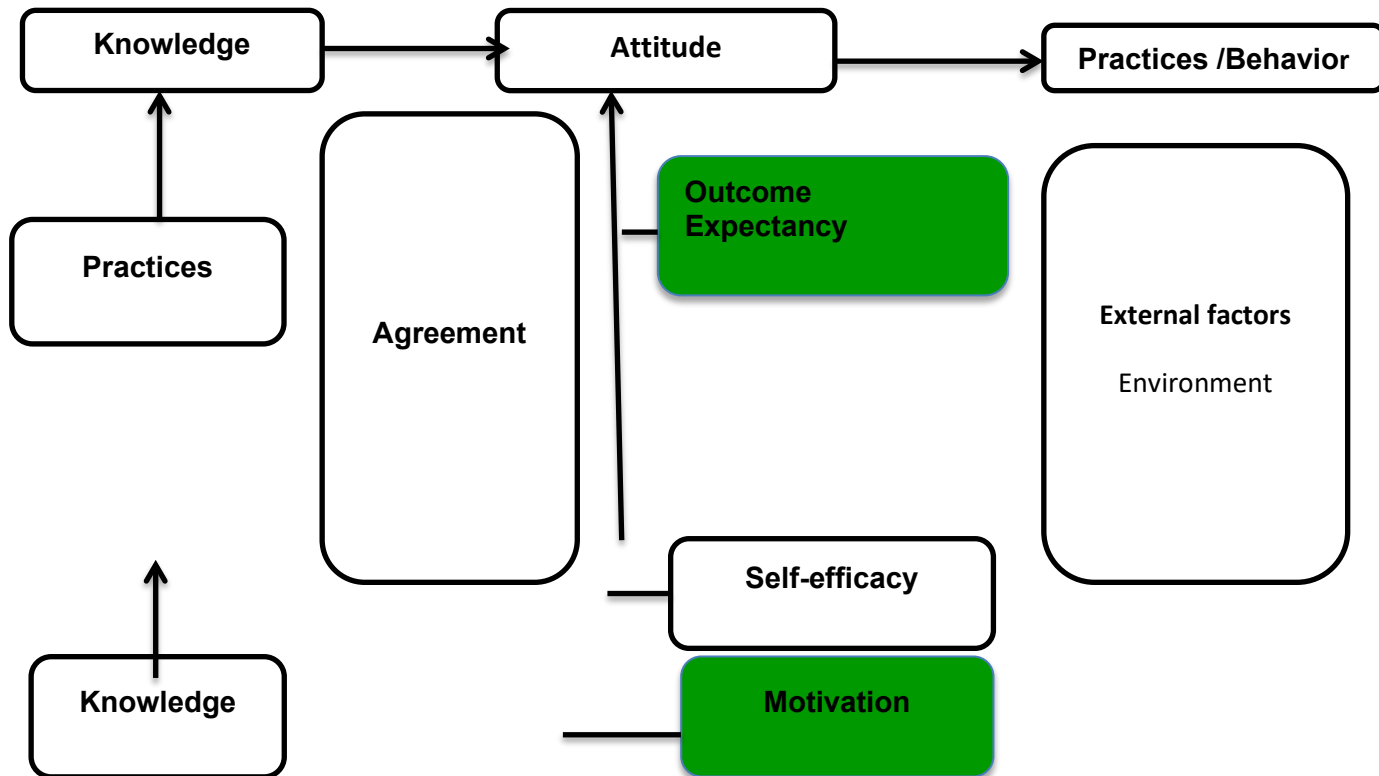 Knowledge
Attitude
Practices /Behavior
Outcome
Expectancy
Practices
Agreement
External factors
Environment
Self-efficacy
Knowledge
Motivation